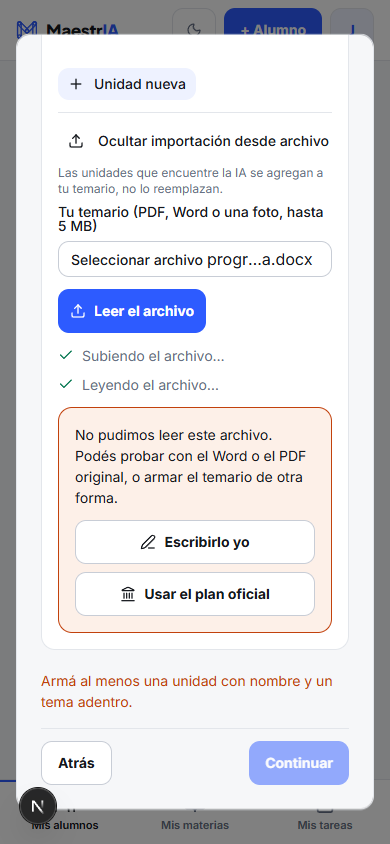 MaestrIA
+ Alumno
Unidad nueva
Ocultar importación desde archivo
Las unidades que encuentre la IA se agregan a
tu temario, no lo reemplazan.
Tu temario (PDF, Word o una foto, hasta
5 MB)
Seleccionar archivo progr...a.docx
Leer el archivo
Subiendo el archivo...
Leyendo el archivo...
No pudimos leer este archivo.
Podés probar con el Word o el PDF
original, o armar el temario de otra
forma.
Escribirlo yo
Usar el plan oficial
Armá al menos una unidad con nombre y un
tema adentro.
Atrás
Continuar
N
Mis alumnos
Mis materias
Mis tareas